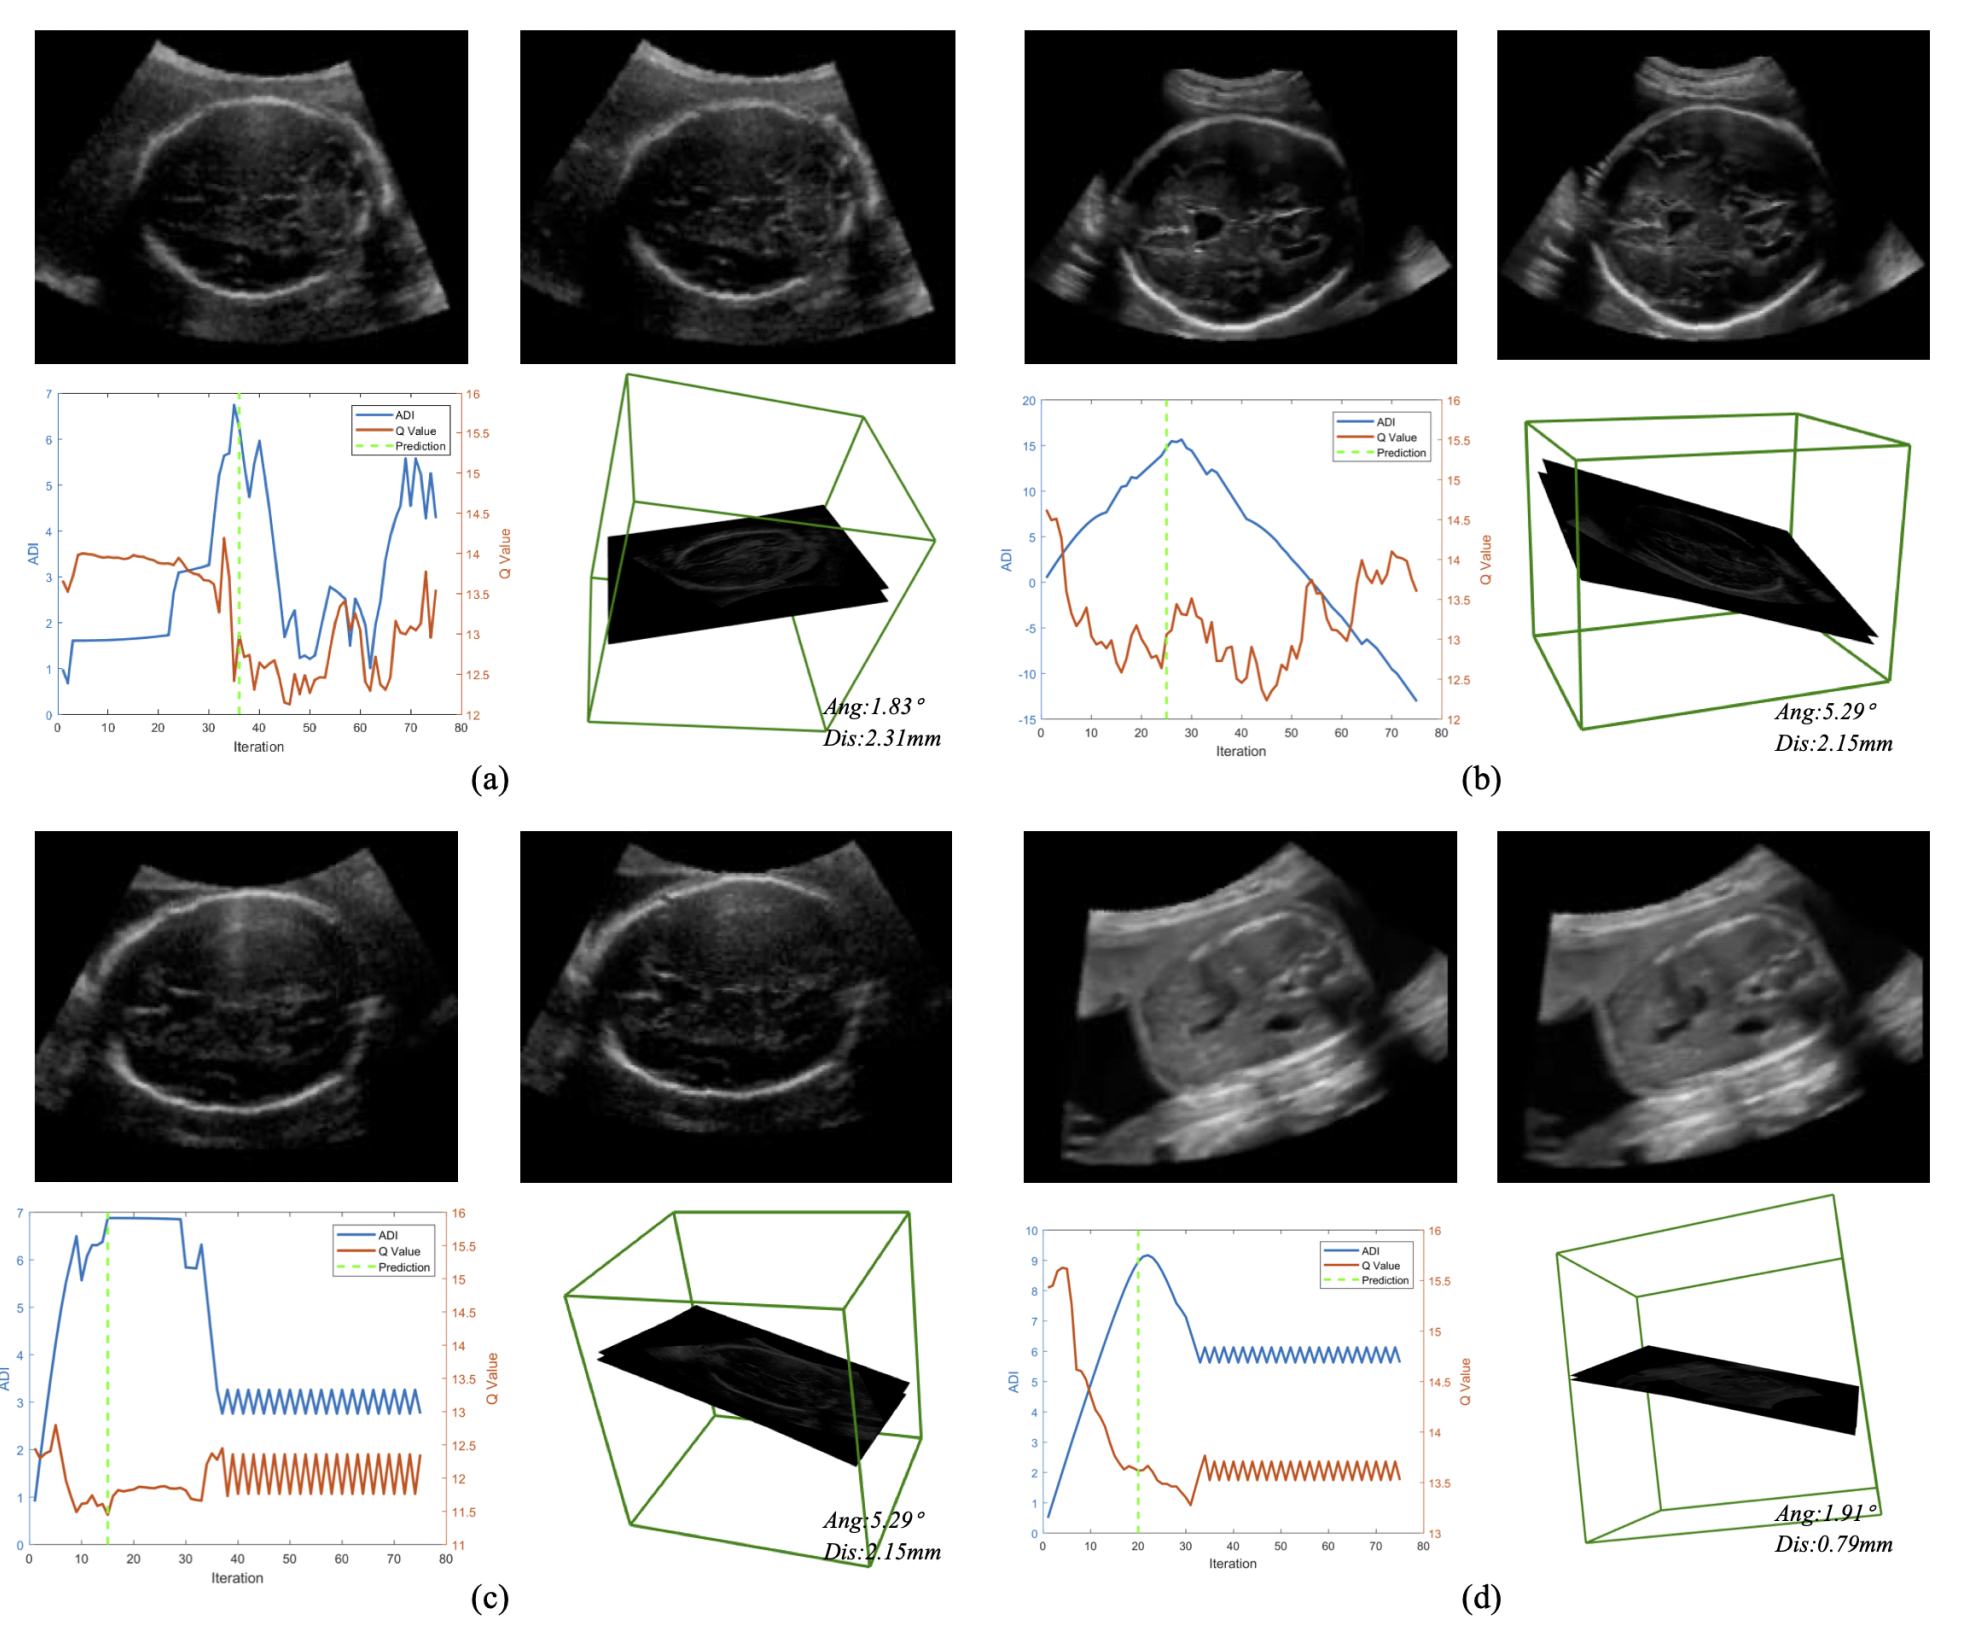 7
6
5
4
3
2
1
0
ADI
16
15.5
15
14.5
14
13.5
13
12.5
12
Q Value
ADI
Q Value
Prediction
0 10 20 30 40 50 60 70 80
Iteration
Ang:1.83°
Dis:2.31mm
(a)
20
15
10
5
0
-5
-10
-15
ADI
16
15.5
15
14.5
14
13.5
13
12.5
12
Q Value
ADI
Q Value
Prediction
0 10 20 30 40 50 60 70 80
Iteration
Ang:5.29°
Dis:2.15mm
(b)
7
6
5
4
3
2
1
0
ADI
16
15.5
15
14.5
14
13.5
13
12.5
12
11.5
11
Q Value
ADI
Q Value
Prediction
0 10 20 30 40 50 60 70 80
Iteration
Ang:5.29°
Dis:2.15mm
(c)
10
9
8
7
6
5
4
3
2
1
0
ADI
16
15.5
15
14.5
14
13.5
13
Q Value
ADI
Q Value
Prediction
0 10 20 30 40 50 60 70 80
Iteration
Ang:1.91°
Dis:0.79mm
(d)